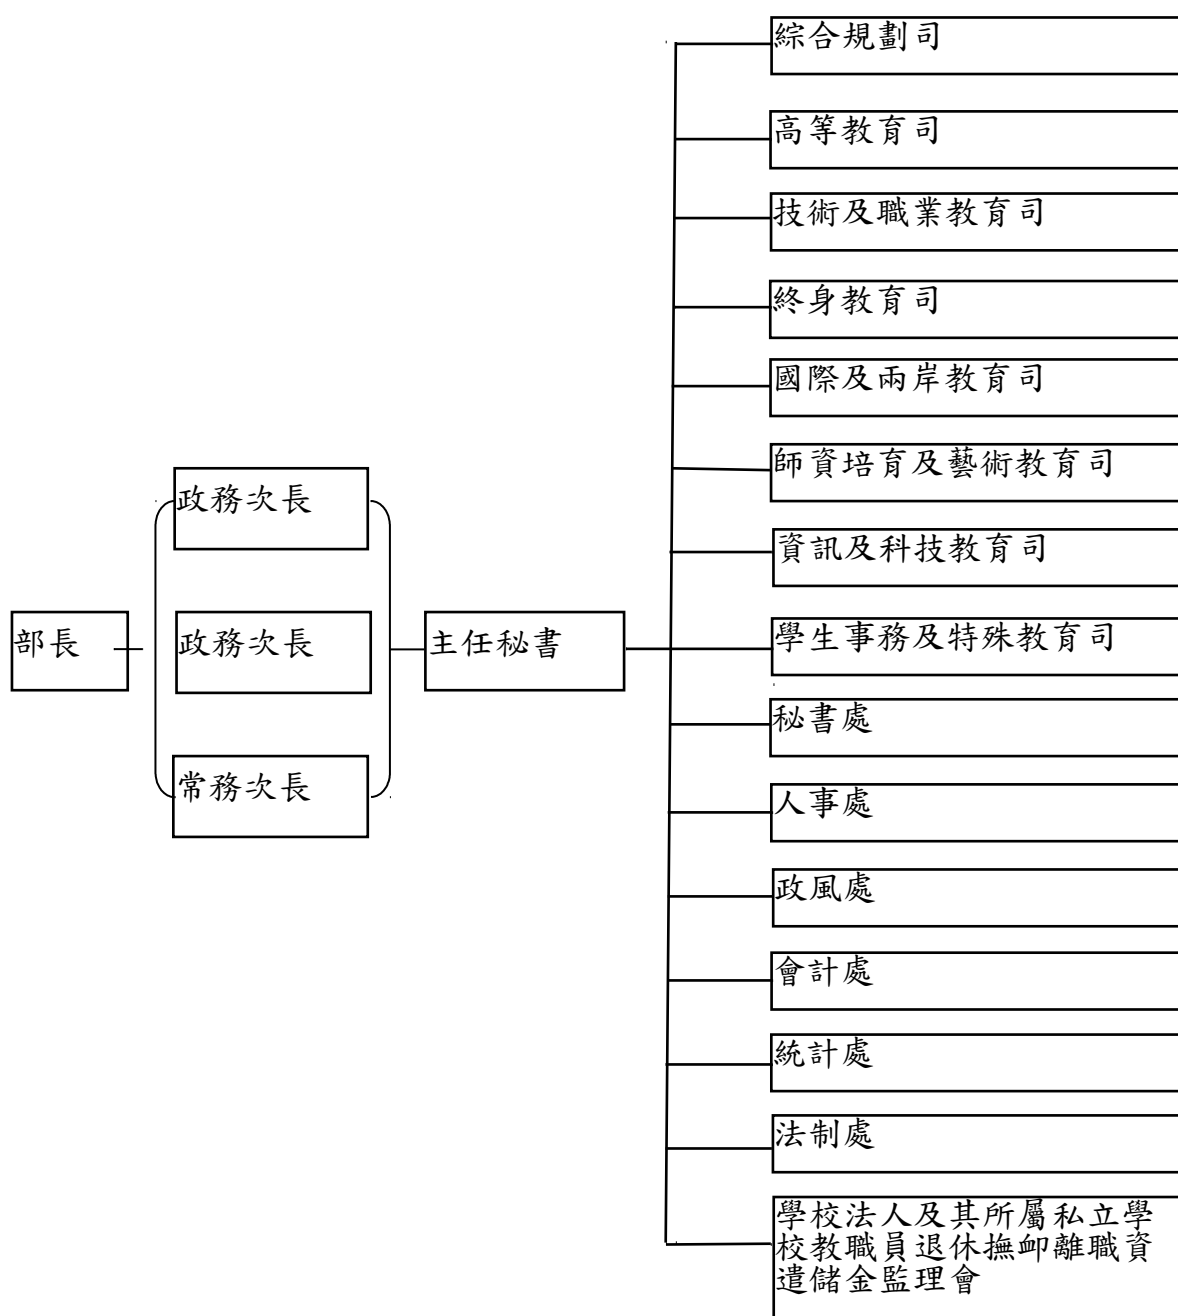 部長
政務次長
政務次長
常務次長
主任秘書
綜合規劃司
高等教育司
技術及職業教育司
終身教育司
國際及兩岸教育司
師資培育及藝術教育司
資訊及科技教育司
學生事務及特殊教育司
秘書處
人事處
政風處
會計處
統計處
法制處
學校法人及其所屬私立學
校教職員退休撫卹離職資
遣儲金監理會